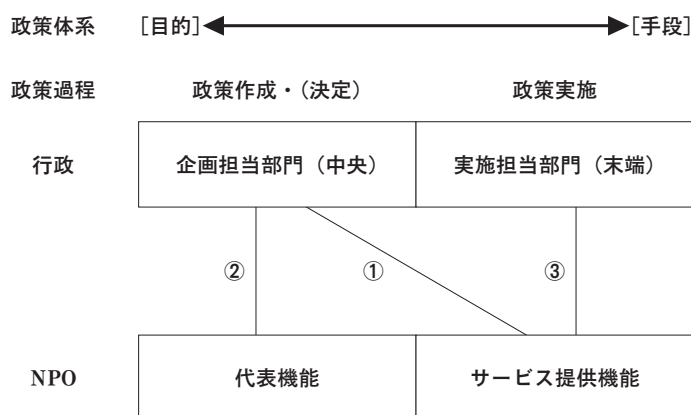 政策体系 [目的] [手段]
政策過程 政策作成・(決定) 政策実施
行政 企画担当部門（中央） 実施担当部門（末端）
② ① ③
NPO 代表機能 サービス提供機能